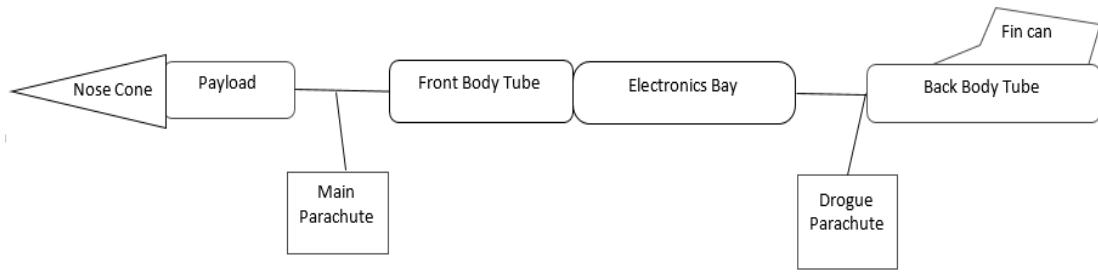 Nose Cone
Payload
Front Body Tube
Electronics Bay
Fin can
Back Body Tube
Main
Parachute
Drogue
Parachute